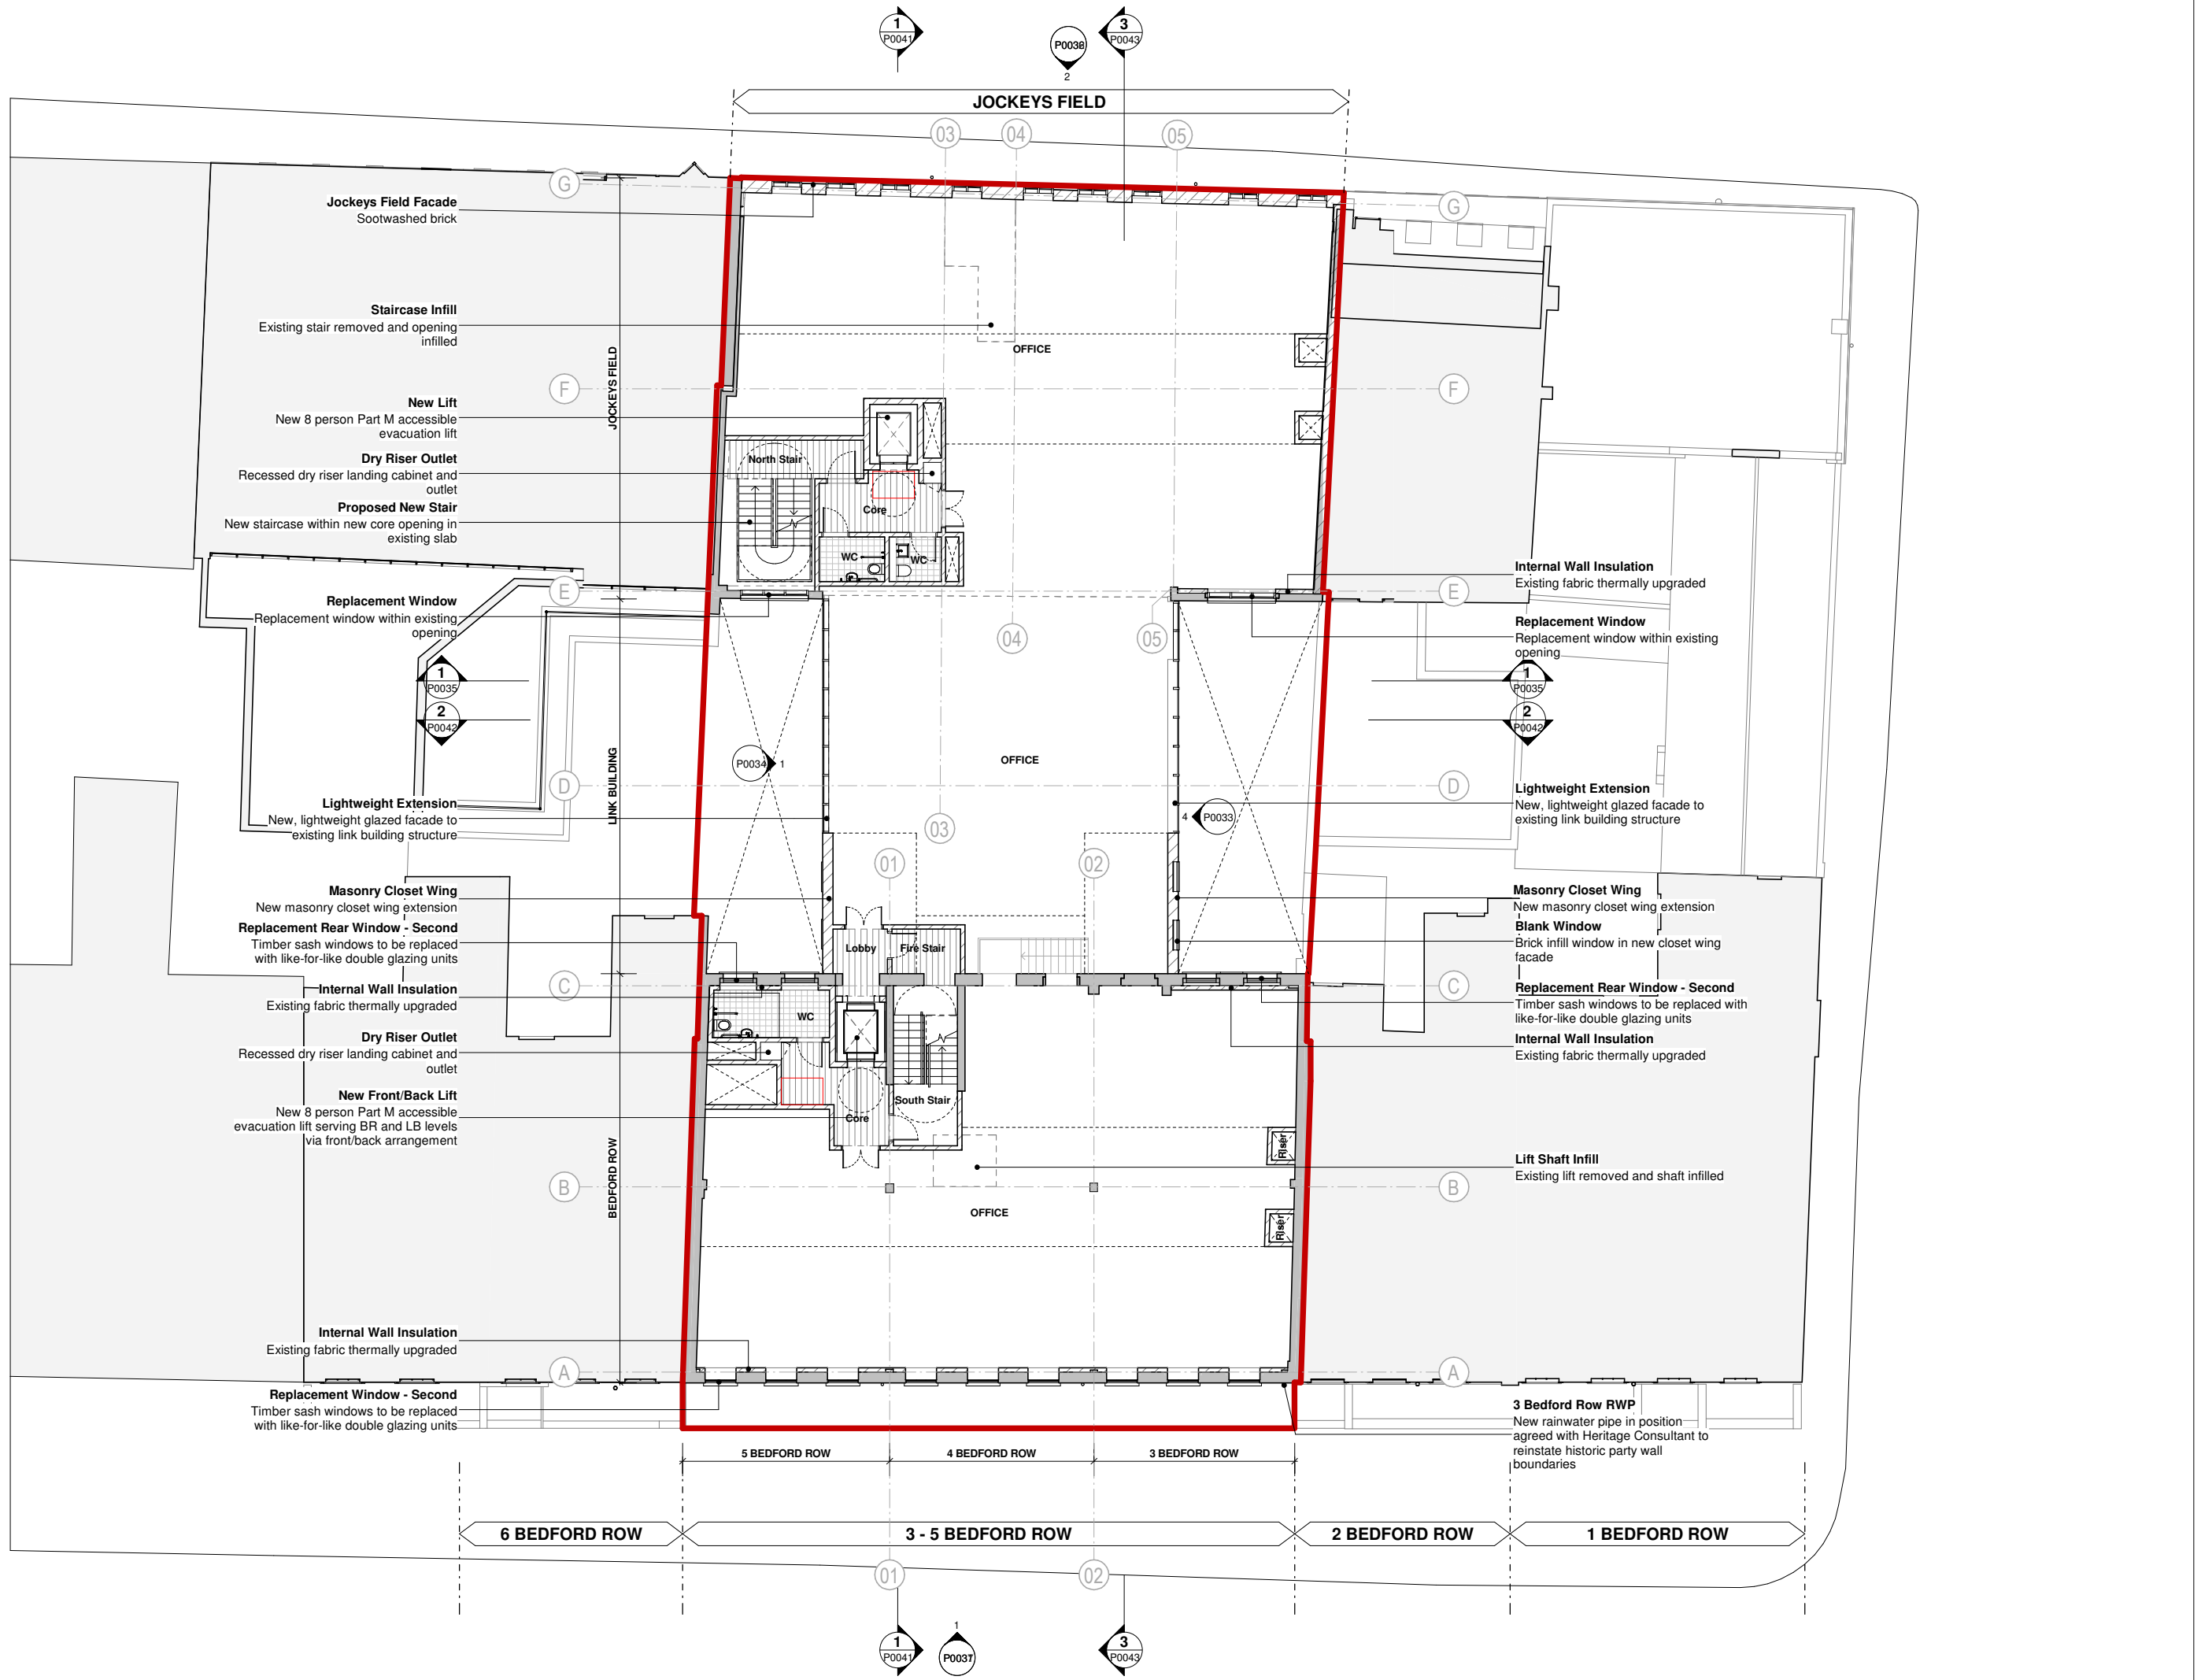 1
P0041
2
3
P0043
JOCKEYS FIELD
03
04
05
G
G
Jockeys Field Facade
Sootwashed brick
Staircase Infill
Existing stair removed and opening
infilled
JOCKEYS FIELD
OFFICE
F
F
New Lift
New 8 person Part M accessible
evacuation lift
Dry Riser Outlet
Recessed dry riser landing cabinet and
outlet
Proposed New Stair
New staircase within new core opening in
existing slab
North Stair
Core
WC
WC
E
E
Internal Wall Insulation
Existing fabric thermally upgraded
Replacement Window
Replacement window within existing
opening
Replacement Window
Replacement window within existing
opening
04
05
1
P0035
2
P0042
1
P0035
2
P0042
LINK BUILDING
P0034
1
OFFICE
D
D
4
P0033
03
Lightweight Extension
New, lightweight glazed facade to
existing link building structure
Lightweight Extension
New, lightweight glazed facade to
existing link building structure
01
02
Masonry Closet Wing
New masonry closet wing extension
Replacement Rear Window - Second
Timber sash windows to be replaced
with like-for-like double glazing units
Internal Wall Insulation
Existing fabric thermally upgraded
Dry Riser Outlet
Recessed dry riser landing cabinet and
outlet
New Front/Back Lift
New 8 person Part M accessible
evacuation lift serving BR and LB levels
via front/back arrangement
Masonry Closet Wing
New masonry closet wing extension
Blank Window
Brick infill window in new closet wing
facade
Replacement Rear Window - Second
Timber sash windows to be replaced with
like-for-like double glazing units
Internal Wall Insulation
Existing fabric thermally upgraded
Lobby
Fire Stair
C
C
WC
Core
South Stair
BEDFORD ROW
Riser
Riser
Lift Shaft Infill
Existing lift removed and shaft infilled
B
B
OFFICE
Internal Wall Insulation
Existing fabric thermally upgraded
A
A
Replacement Window - Second
Timber sash windows to be replaced
with like-for-like double glazing units
3 Bedford Row RWP
New rainwater pipe in position
agreed with Heritage Consultant to
reinstate historic party wall
boundaries
5 BEDFORD ROW
4 BEDFORD ROW
3 BEDFORD ROW
6 BEDFORD ROW
3 - 5 BEDFORD ROW
2 BEDFORD ROW
1 BEDFORD ROW
01
02
1
P0041
1
3
P0043